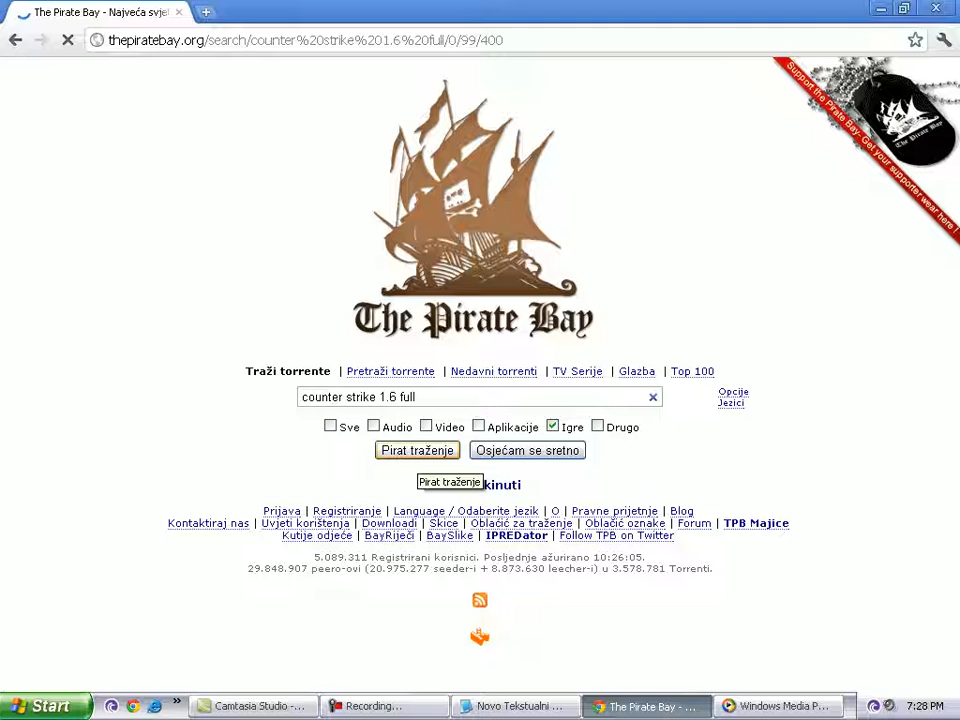 The Pirate Bay - Najveća svjet
thepiratebay.org/search/counter%20strike%201.6%20full/0/99/400
Support the Pirate Bay- Get your supporter wear here !
The Pirate Bay
The Pirate Bay
Traži torrente | Pretraži torrente | Nedavni torrenti | TV Serije | Glazba | Top 100
counter strike 1.6 full
Opcije
Jezici
Sve Audio Video Aplikacije Igre Drugo
Pirat traženje Osjećam se sretno
Pirat traženje kinuti
Prijava | Registriranje | Language / Odaberite jezik | O | Pravne prijetnje | Blog
Kontaktiraj nas | Uvjeti korištenja | Downloadi | Skice | Oblačić za traženje | Oblačić oznake | Forum | TPB Majice
Kutije odjeće | BayRiječi | BaySlike | IPREDator | Follow TPB on Twitter
5.089.311 Registrirani korisnici. Posljednje ažurirano 10:26:05.
29.848.907 peero-ovi (20.975.277 seeder-i + 8.873.630 leecher-i) u 3.578.781 Torrenti.
Start » Camtasia Studio -... Recording... Novo Tekstualni ... The Pirate Bay - ... Windows Media P... 7:28 PM